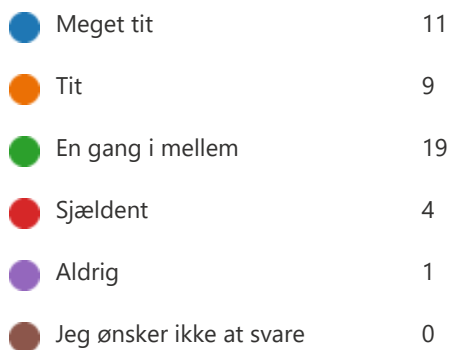 Meget tit 11
Tit 9
En gang i mellem 19
Sjældent 4
Aldrig 1
Jeg ønsker ikke at svare 0